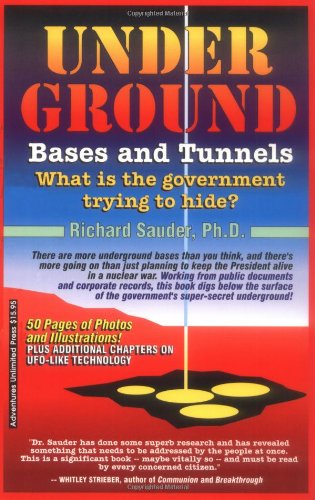 UNDER
GROUND
Bases and Tunnels
What is the government
trying to hide?
Richard Sauder, Ph.D.
There are more underground bases than you think, and there's
more going on than just planning to keep the President alive
in a nuclear war. Working from public documents
and corporate records, this book digs below the surface
of the government's super-secret underground!
50 Pages of Photos
and Illustrations!
PLUS ADDITIONAL CHAPTERS ON
UFO-LIKE TECHNOLOGY
Adventures Unlimited Press $15.95
"Dr. Sauder has done some superb research and has revealed
something that needs to be addressed by the people at once.
This is a significant book -- maybe vitally so -- and must be read
by every concerned citizen."
-- WHITLEY STRIEBER, author of Communion and Breakthrough